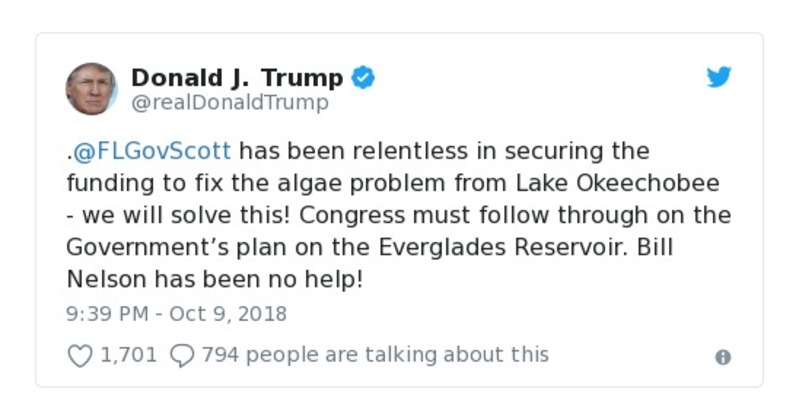 Donald J. Trump
@realDonaldTrump
.@FLGovScott has been relentless in securing the
funding to fix the algae problem from Lake Okeechobee
- we will solve this! Congress must follow through on the
Government’s plan on the Everglades Reservoir. Bill
Nelson has been no help!
9:39 PM - Oct 9, 2018
1,701 794 people are talking about this